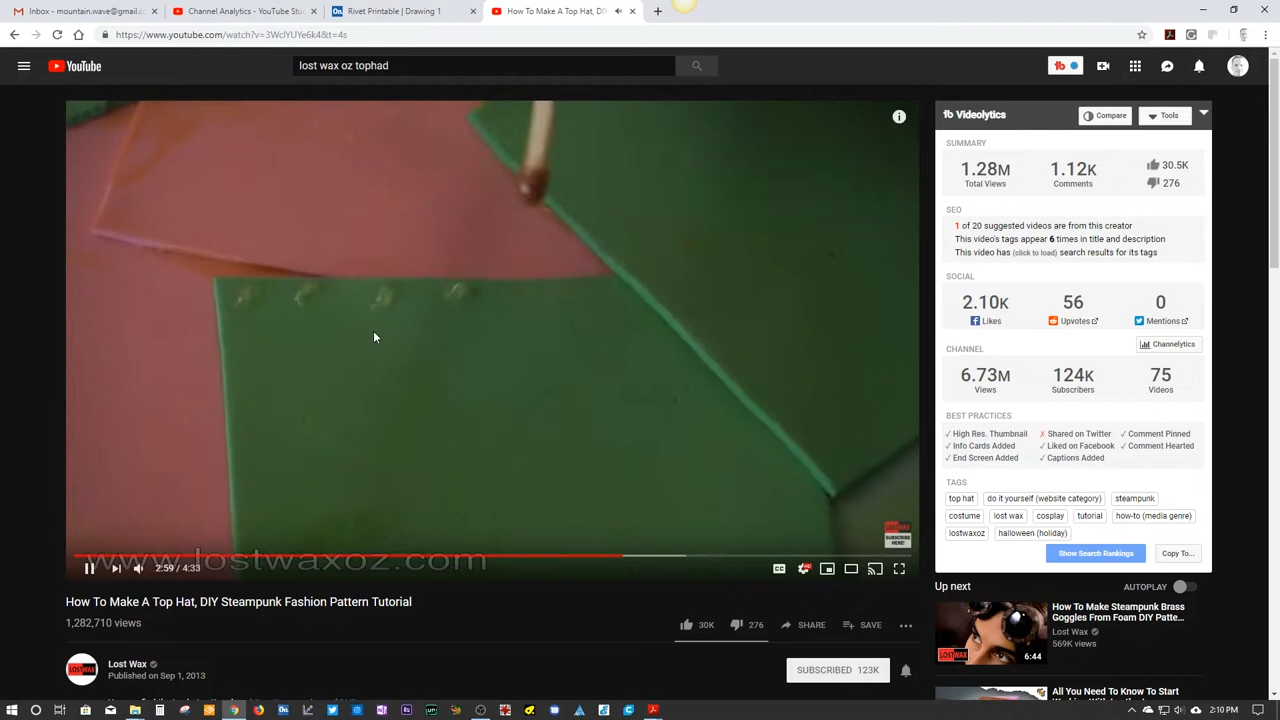 Inbox - mountain.wave@gmail.co
Channel Analytics - YouTube Stu
Rivet Printable | Drawing 1
How To Make A Top Hat, DIY
https://www.youtube.com/watch?v=3WclYUYe6k4&t=4s
YouTube
lost wax oz tophad
tb
www.lostwaxoz.com
LOSTWAX
SUBSCRIBE HERE!
2:59 / 4:33
HD
How To Make A Top Hat, DIY Steampunk Fashion Pattern Tutorial
1,282,710 views
30K
276
SHARE
SAVE
LOSTWAX
Lost Wax
Published on Sep 1, 2013
SUBSCRIBED 123K
tb Videolytics
Compare
Tools
SUMMARY
1.28M
1.12K
30.5K
Total Views
Comments
276
SEO
1 of 20 suggested videos are from this creator
This video's tags appear 6 times in title and description
This video has (click to load) search results for its tags
SOCIAL
2.10K
56
0
Likes
Upvotes
Mentions
CHANNEL
Channelytics
6.73M
124K
75
Views
Subscribers
Videos
BEST PRACTICES
✓ High Res. Thumbnail
✗ Shared on Twitter
✓ Comment Pinned
✓ Info Cards Added
✓ Liked on Facebook
✓ Comment Hearted
✓ End Screen Added
✓ Captions Added
TAGS
top hat
do it yourself (website category)
steampunk
costume
lost wax
cosplay
tutorial
how-to (media genre)
lostwaxoz
halloween (holiday)
Show Search Rankings
Copy To...
Up next
AUTOPLAY
LOSTWAX
6:44
How To Make Steampunk Brass
Goggles From Foam DIY Patte...
Lost Wax
569K views
All You Need To Know To Start
2:10 PM